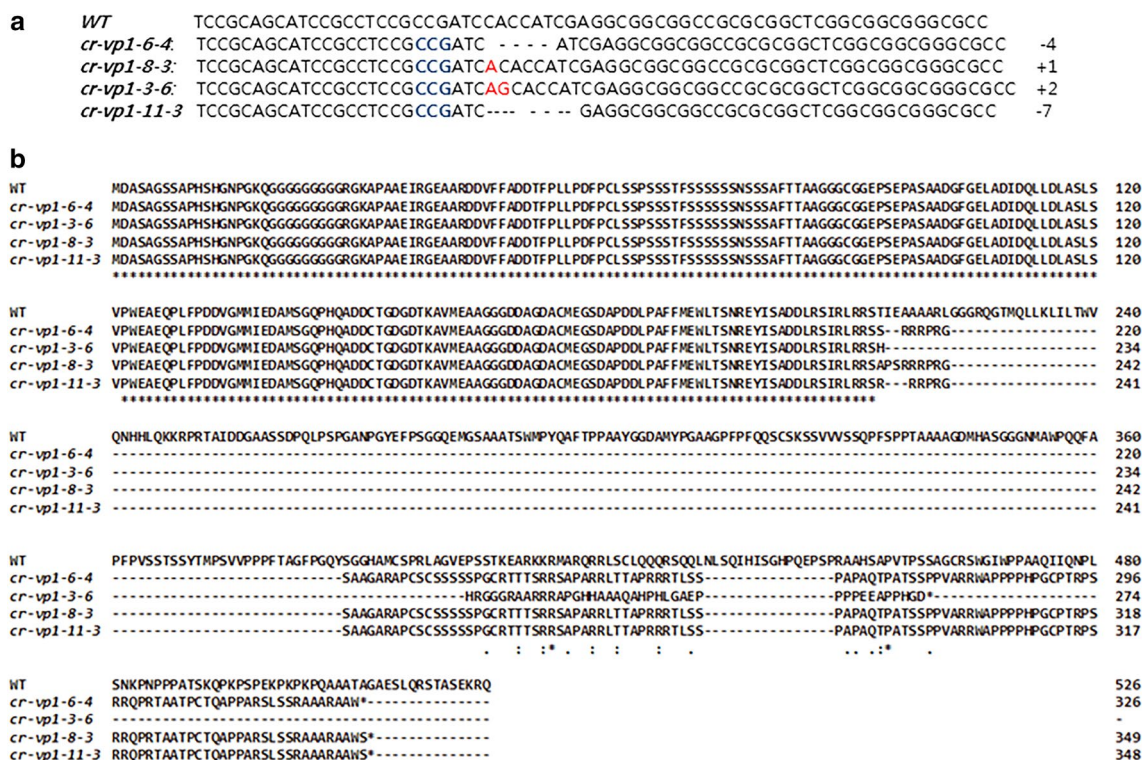 a
WT TCCGCAGCATCCGCCTCCGCCGATCCACCATCGAGGCGGCGGCCGCGCGGCTCGGCGGCGGGCGCC
cr-vp1-6-4: TCCGCAGCATCCGCCTCCGCCGATC - - - - ATCGAGGCGGCGGCCGCGCGGCTCGGCGGCGGGCGCC -4
cr-vp1-8-3: TCCGCAGCATCCGCCTCCGCCGATCACACCATCGAGGCGGCGGCCGCGCGGCTCGGCGGCGGGCGCC +1
cr-vp1-3-6: TCCGCAGCATCCGCCTCCGCCGATCAGCACCATCGAGGCGGCGGCCGCGCGGCTCGGCGGCGGGCGCC +2
cr-vp1-11-3 TCCGCAGCATCCGCCTCCGCCGATC---- - - -- GAGGCGGCGGCCGCGCGGCTCGGCGGCGGGCGCC -7
b
WT MDASAGSSAPHSHGNPGKQGGGGGGGGGGRGKAPAAEIRGEAARDDVFFADDTFPLLPDFPCLSSPSSSTFSSSSSSNSSSAFTTAAGGGCGGEPSEPASAADGFGELADIDQLLDLASLS 120
cr-vp1-6-4 MDASAGSSAPHSHGNPGKQGGGGGGGGGGRGKAPAAEIRGEAARDDVFFADDTFPLLPDFPCLSSPSSSTFSSSSSSNSSSAFTTAAGGGCGGEPSEPASAADGFGELADIDQLLDLASLS 120
cr-vp1-3-6 MDASAGSSAPHSHGNPGKQGGGGGGGGGGRGKAPAAEIRGEAARDDVFFADDTFPLLPDFPCLSSPSSSTFSSSSSSNSSSAFTTAAGGGCGGEPSEPASAADGFGELADIDQLLDLASLS 120
cr-vp1-8-3 MDASAGSSAPHSHGNPGKQGGGGGGGGGGRGKAPAAEIRGEAARDDVFFADDTFPLLPDFPCLSSPSSSTFSSSSSSNSSSAFTTAAGGGCGGEPSEPASAADGFGELADIDQLLDLASLS 120
cr-vp1-11-3 MDASAGSSAPHSHGNPGKQGGGGGGGGGGRGKAPAAEIRGEAARDDVFFADDTFPLLPDFPCLSSPSSSTFSSSSSSNSSSAFTTAAGGGCGGEPSEPASAADGFGELADIDQLLDLASLS 120
************************************************************************************************************************
WT VPWEAEQPLFPDDVGMMIEDAMSGQPHQADDCTGDGDTKAVMEAAGGGDDAGDACMEGSDAPDDLPAFFMEWLTSNREYISADDLRSIRLRRSTIEAAAARLGGGRQGTMQLLKLILTWV 240
cr-vp1-6-4 VPWEAEQPLFPDDVGMMIEDAMSGQPHQADDCTGDGDTKAVMEAAGGGDDAGDACMEGSDAPDDLPAFFMEWLTSNREYISADDLRSIRLRRSS--RRRPRG------------------ 220
cr-vp1-3-6 VPWEAEQPLFPDDVGMMIEDAMSGQPHQADDCTGDGDTKAVMEAAGGGDDAGDACMEGSDAPDDLPAFFMEWLTSNREYISADDLRSIRLRRSH-------------------------- 234
cr-vp1-8-3 VPWEAEQPLFPDDVGMMIEDAMSGQPHQADDCTGDGDTKAVMEAAGGGDDAGDACMEGSDAPDDLPAFFMEWLTSNREYISADDLRSIRLRRSAPSRRRPRG------------------ 242
cr-vp1-11-3 VPWEAEQPLFPDDVGMMIEDAMSGQPHQADDCTGDGDTKAVMEAAGGGDDAGDACMEGSDAPDDLPAFFMEWLTSNREYISADDLRSIRLRRSR---RRPRG------------------ 241
********************************************************************************************
WT QNHHLQKKRPRTAIDDGAASSDPQLPSPGANPGYEFPSGGQEMGSAAATSWMPYQAFTPPAAYGGDAMYPGAAGPFPFQQSCSKSSVVVSSQPFSPPTAAAAGDMHASGGGNMAWPQQFA 360
cr-vp1-6-4 ------------------------------------------------------------------------------------------------------------------------ 220
cr-vp1-3-6 ------------------------------------------------------------------------------------------------------------------------ 234
cr-vp1-8-3 ------------------------------------------------------------------------------------------------------------------------ 242
cr-vp1-11-3 ------------------------------------------------------------------------------------------------------------------------ 241
WT PFPVSSTSSYTMPSVVPPPFTAGFPGQYSGGHAMCSPRLAGVEPSSTKEARKKRMARQRRLSCLQQQRSQQLNLSQIHISGHPQEPSPRAAHSAPVTPSSAGCRSWGIWPPAAQIIQNPL 480
cr-vp1-6-4 ----------------------------SAAGARAPCSCSSSSSPGCRTTTSRRSAPARRLTTAPRRRTLSS----------------PAPAQTPATSSPPVARRWAPPPPHPGCPTRPS 296
cr-vp1-3-6 -------------------------------------------HRGGGRAARRRAPGHHAAAQAHPHLGAEP----------------PPPEEAPPHGD*-------------------- 274
cr-vp1-8-3 ----------------------------SAAGARAPCSCSSSSSPGCRTTTSRRSAPARRLTTAPRRRTLSS----------------PAPAQTPATSSPPVARRWAPPPPHPGCPTRPS 318
cr-vp1-11-3 ----------------------------SAAGARAPCSCSSSSSPGCRTTTSRRSAPARRLTTAPRRRTLSS----------------PAPAQTPATSSPPVARRWAPPPPHPGCPTRPS 317
. : :* . : : : . .. .:* .
WT SNKPNPPPATSKQPKPSPEKPKPKPQAAATAGAESLQRSTASEKRQ 526
cr-vp1-6-4 RRQPRTAATPCTQAPPARSLSSRAAARAAW*--------------- 326
cr-vp1-3-6 ---------------------------------------------- -
cr-vp1-8-3 RRQPRTAATPCTQAPPARSLSSRAAARAAWS*-------------- 349
cr-vp1-11-3 RRQPRTAATPCTQAPPARSLSSRAAARAAWS*-------------- 348